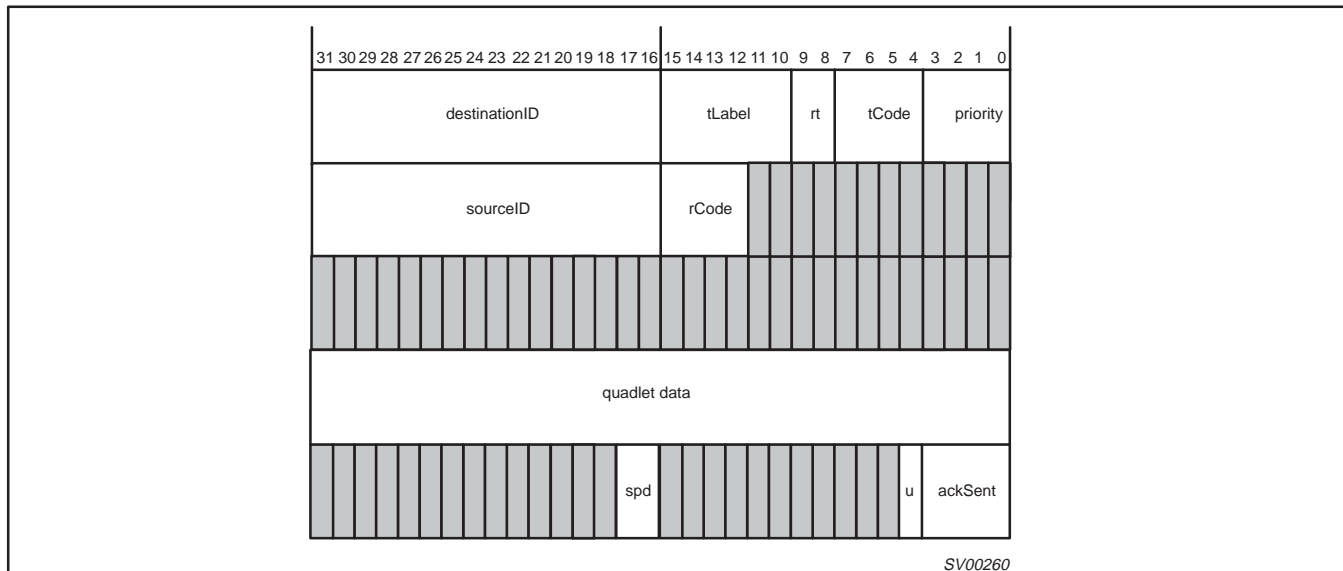 31 30 29 28 27 26 25 24 23 22 21 20 19 18 17 16 15 14 13 12 11 10 9 8 7 6 5 4 3 2 1 0
destinationID tLabel rt tCode priority
sourceID rCode
quadlet data
spd u ackSent
SV00260